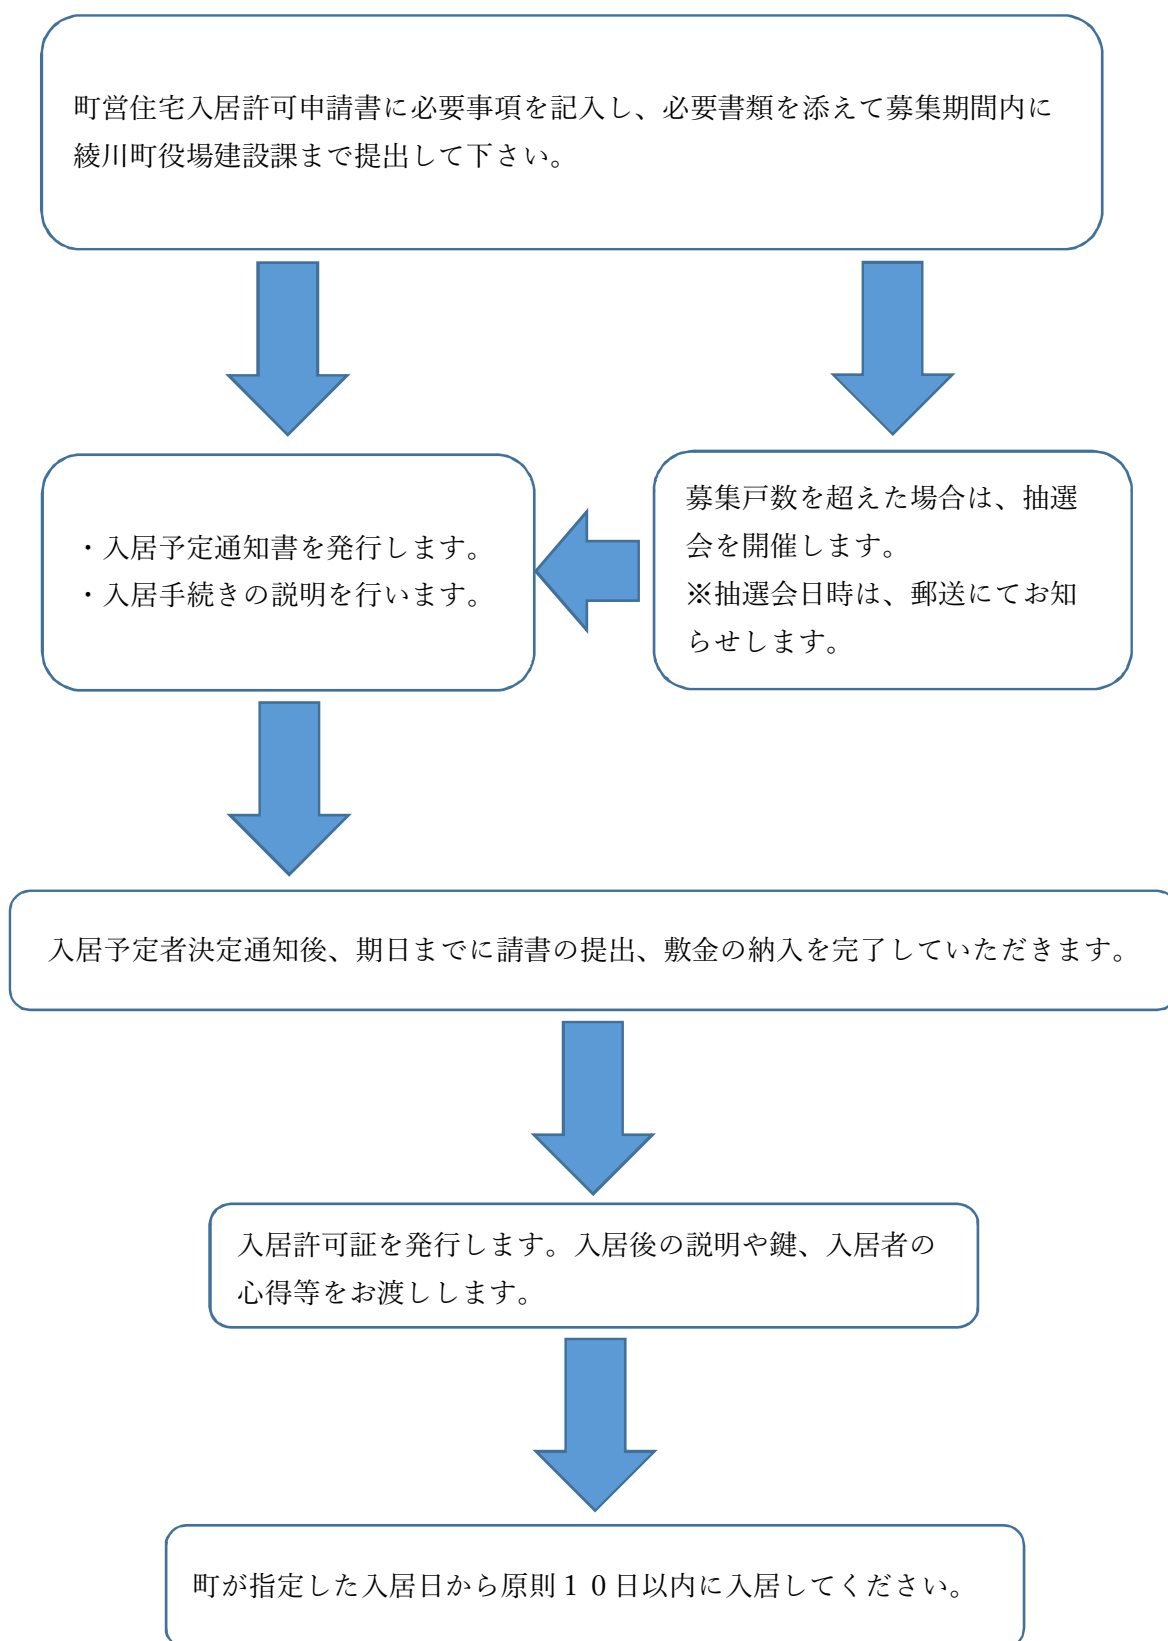 町営住宅入居許可申請書に必要事項を記入し、必要書類を添えて募集期間内に
綾川町役場建設課まで提出して下さい。
・入居予定通知書を発行します。
・入居手続きの説明を行います。
募集戸数を超えた場合は、抽選
会を開催します。
※抽選会日時は、郵送にてお知
らせします。
入居予定者決定通知後、期日までに請書の提出、敷金の納入を完了していただきます。
入居許可証を発行します。入居後の説明や鍵、入居者の
心得等をお渡しします。
町が指定した入居日から原則１０日以内に入居してください。